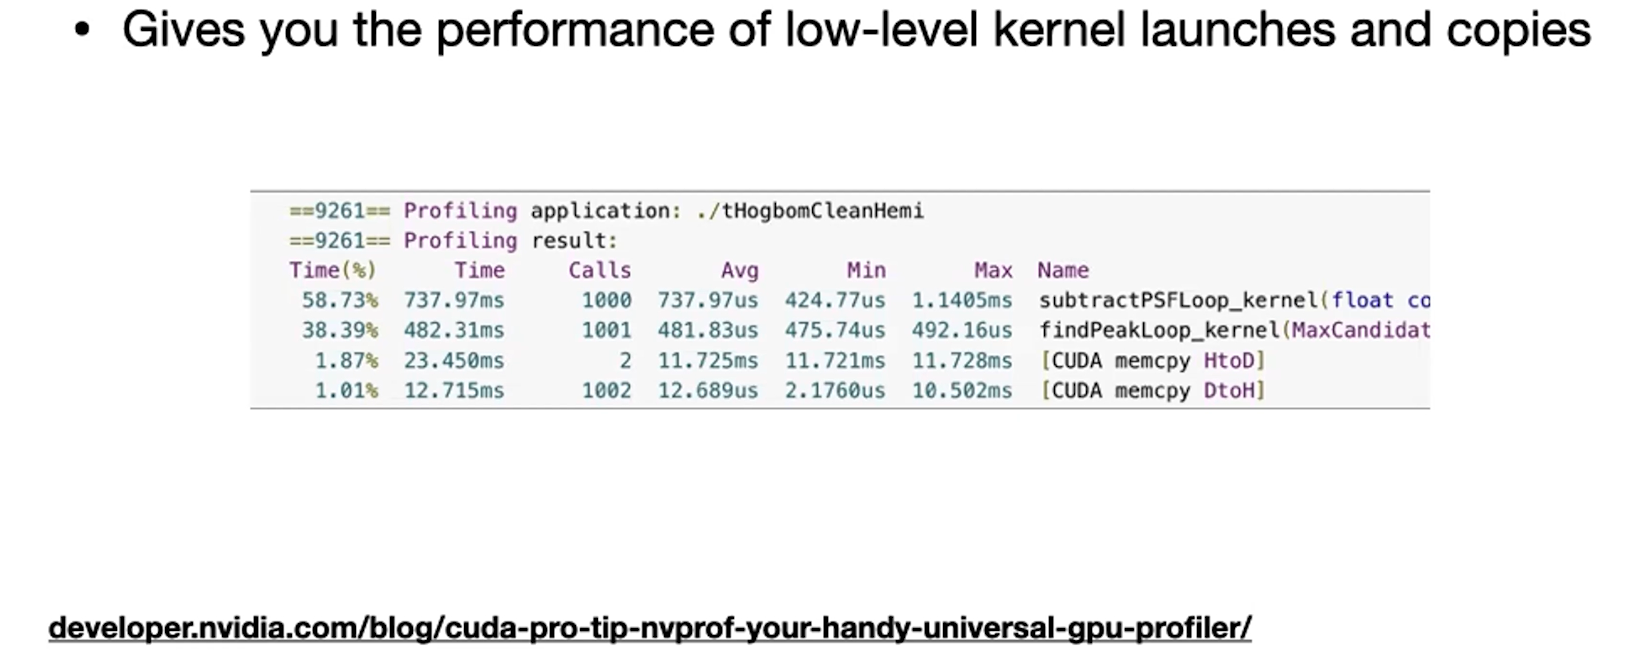 • Gives you the performance of low-level kernel launches and copies
==9261== Profiling application: ./tHogbomCleanHemi
==9261== Profiling result:
Time(%) Time Calls Avg Min Max Name
58.73% 737.97ms 1000 737.97us 424.77us 1.1405ms subtractPSFLoop_kernel(float co
38.39% 482.31ms 1001 481.83us 475.74us 492.16us findPeakLoop_kernel(MaxCandidat
1.87% 23.450ms 2 11.725ms 11.721ms 11.728ms [CUDA memcpy HtoD]
1.01% 12.715ms 1002 12.689us 2.1760us 10.502ms [CUDA memcpy DtoH]
developer.nvidia.com/blog/cuda-pro-tip-nvprof-your-handy-universal-gpu-profiler/